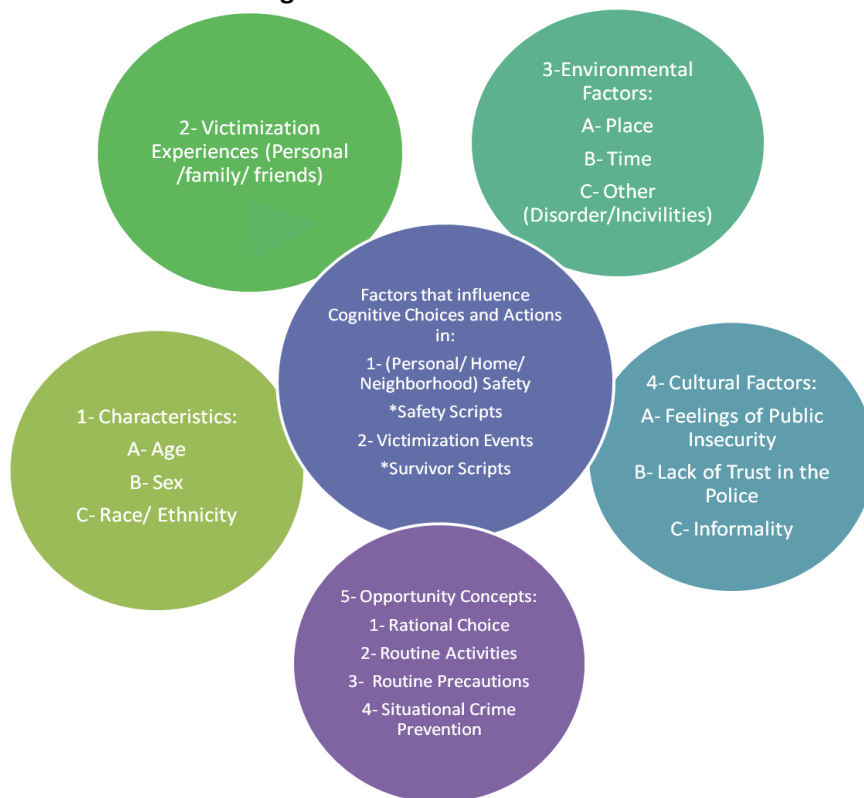 2- Victimization
Experiences (Personal
/family/ friends)
3-Environmental
Factors:
A- Place
B- Time
C- Other
(Disorder/Incivilities)
Factors that influence
Cognitive Choices and Actions
in:
1- (Personal/ Home/
Neighborhood) Safety
*Safety Scripts
2- Victimization Events
*Survivor Scripts
1- Characteristics:
A- Age
B- Sex
C- Race/ Ethnicity
4- Cultural Factors:
A- Feelings of Public
Insecurity
B- Lack of Trust in the
Police
C- Informality
5- Opportunity Concepts:
1- Rational Choice
2- Routine Activities
3- Routine Precautions
4- Situational Crime
Prevention